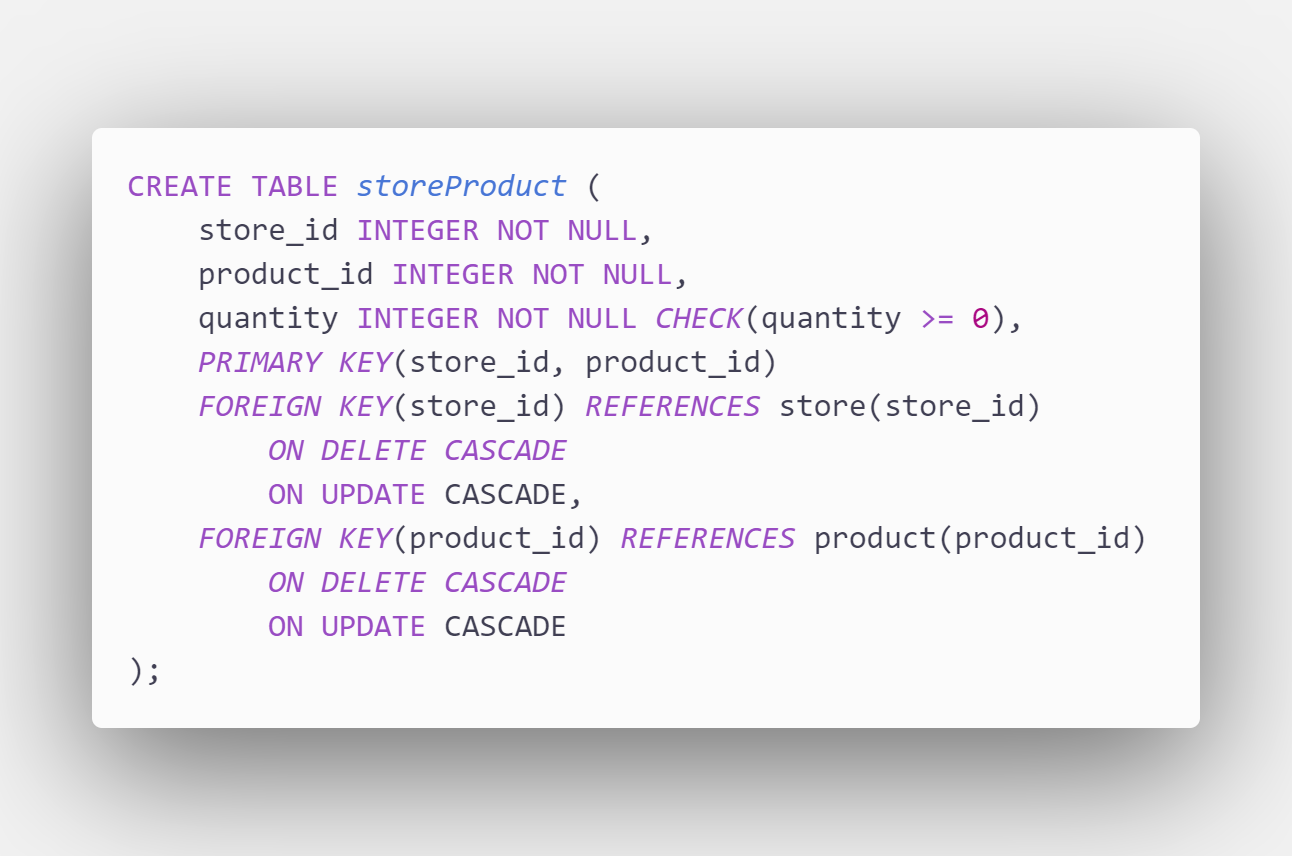 CREATE TABLE storeProduct (
    store_id INTEGER NOT NULL,
    product_id INTEGER NOT NULL,
    quantity INTEGER NOT NULL CHECK(quantity >= 0),
    PRIMARY KEY(store_id, product_id)
    FOREIGN KEY(store_id) REFERENCES store(store_id)
        ON DELETE CASCADE
        ON UPDATE CASCADE,
    FOREIGN KEY(product_id) REFERENCES product(product_id)
        ON DELETE CASCADE
        ON UPDATE CASCADE
);